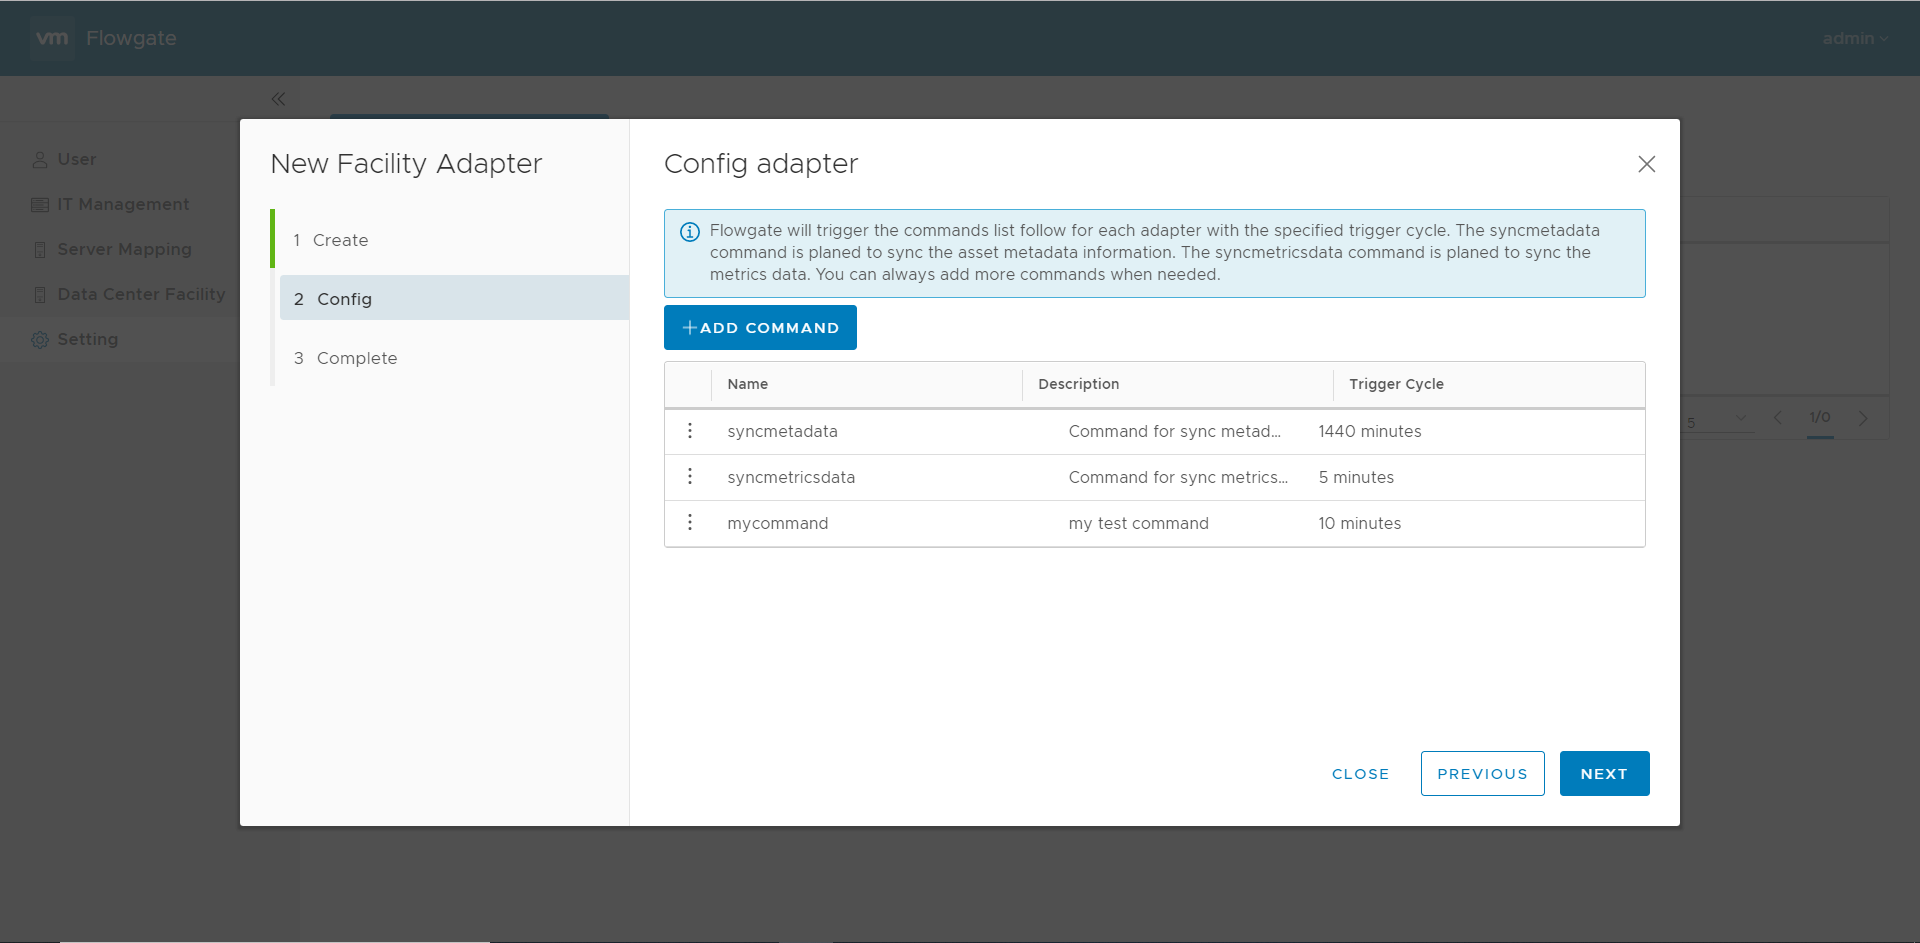 vm Flowgate
admin
User
IT Management
Server Mapping
Data Center Facility
Setting
New Facility Adapter
1 Create
2 Config
3 Complete
Config adapter
Flowgate will trigger the commands list follow for each adapter with the specified trigger cycle. The syncmetadata
command is planed to sync the asset metadata information. The syncmetricsdata command is planed to sync the
metrics data. You can always add more commands when needed.
ADD COMMAND
Name Description Trigger Cycle
syncmetadata Command for sync metad... 1440 minutes
syncmetricsdata Command for sync metrics... 5 minutes
mycommand my test command 10 minutes
5 1/0
CLOSE PREVIOUS NEXT